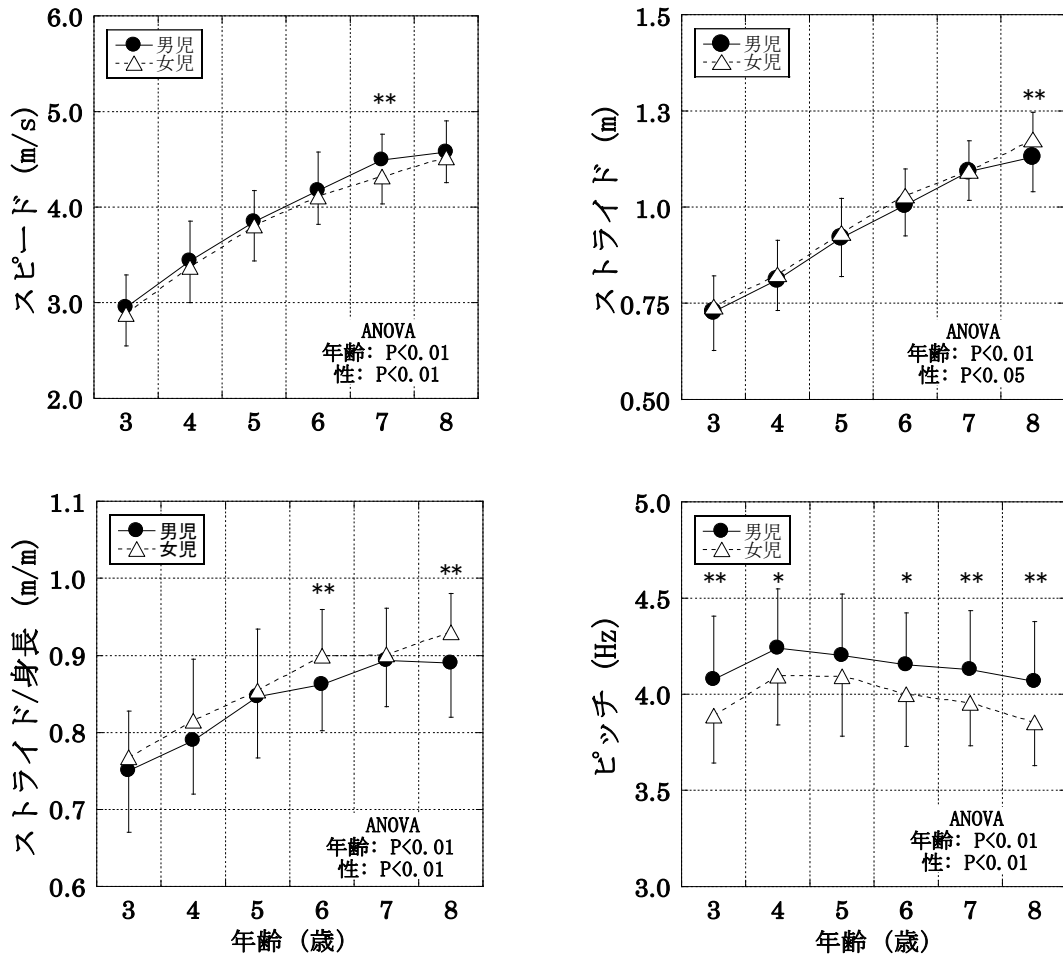 スピード (m/s)
6.0
5.0
4.0
3.0
2.0
男児
女児
**
ANOVA
年齢: P<0.01
性: P<0.01
3 4 5 6 7 8
ストライド (m)
1.5
1.3
1.0
0.75
0.50
男児
女児
**
ANOVA
年齢: P<0.01
性: P<0.05
3 4 5 6 7 8
ストライド/身長 (m/m)
1.1
1.0
0.9
0.8
0.7
0.6
男児
女児
** **
ANOVA
年齢: P<0.01
性: P<0.01
3 4 5 6 7 8
年齢 (歳)
ピッチ (Hz)
5.0
4.5
4.0
3.5
3.0
男児
女児
** * * ** **
ANOVA
年齢: P<0.01
性: P<0.01
3 4 5 6 7 8
年齢 (歳)